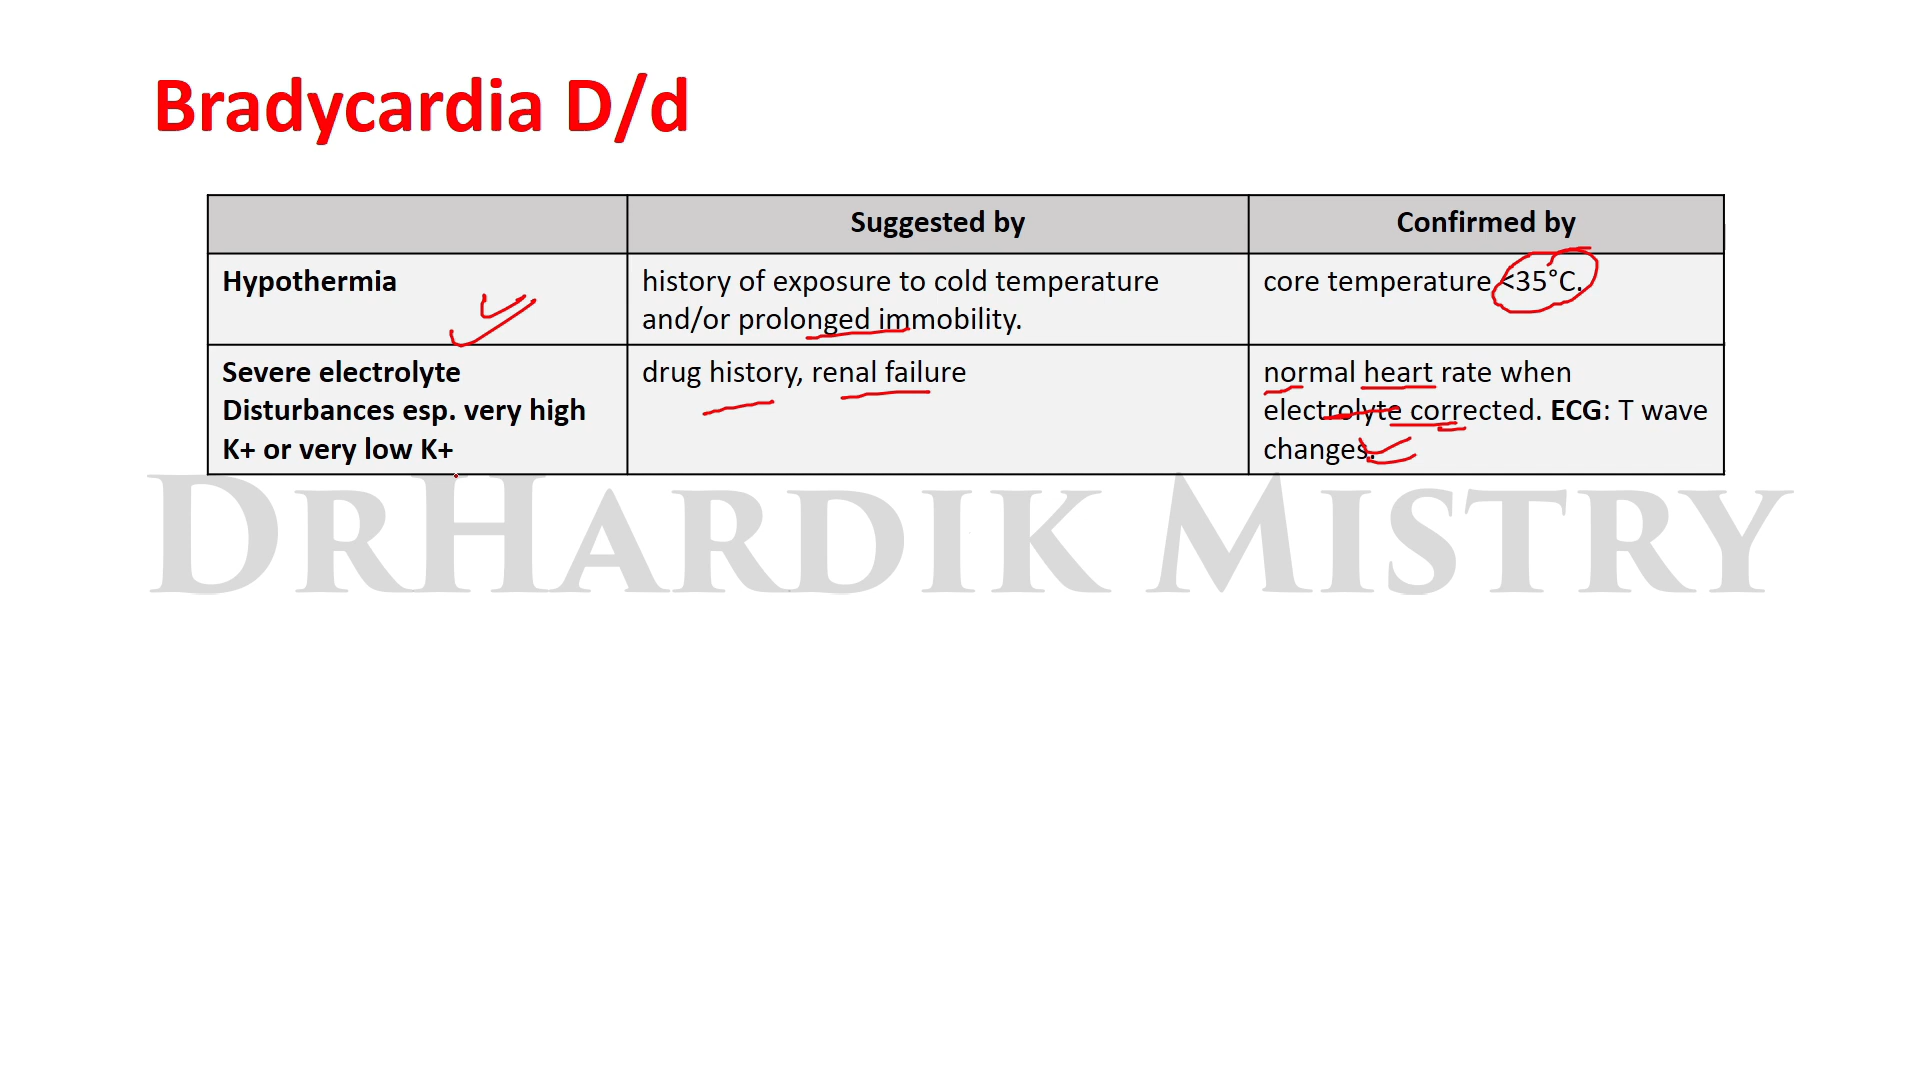 Bradycardia D/d
Suggested by
Confirmed by
Hypothermia
history of exposure to cold temperature
and/or prolonged immobility.
core temperature <35°C.
Severe electrolyte
Disturbances esp. very high
K+ or very low K+
drug history, renal failure
normal heart rate when
electrolyte corrected. ECG: T wave
changes.
DRHARDIK MISTRY